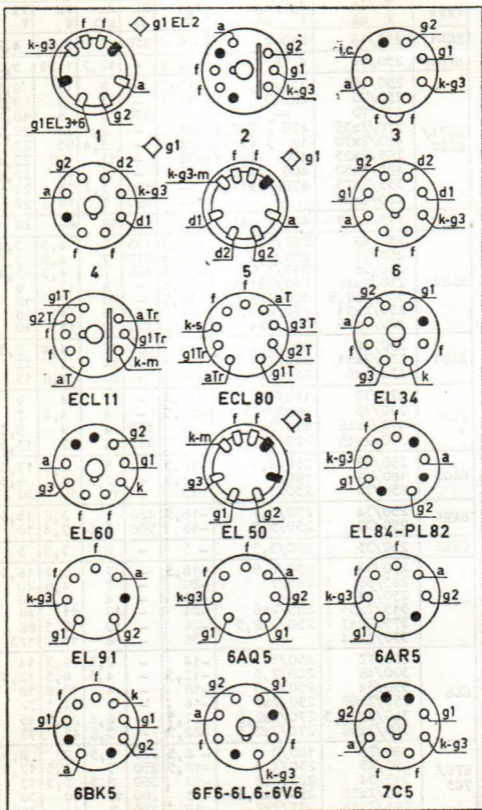 f f g1 EL2
k-g3
a
g1EL3+6 g2
1
a
g2
g1
k-g3
f
f
2
g2
i.c.
g1
a
k-g3
f f
3
g1
g2 d2
a k-g3
d1
f f
4
f f g1
k-g3-m
d1 a
d2 g2
5
g2 d2
g1 d1
a k-g3
f f
6
g1T
g2T aTr
f g1Tr
f k-m
aT
ECL11
f
f aT
k-s g3T
g1Tr g2T
aTr g1T
ECL80
g2 g1
a
f f
g3 k
EL34
g2
a g1
g3 k
f f
EL60
f f a
k-m
g3
g1 g2
EL50
f
f
k-g3 a
g1
g2
EL84-PL82
f
f a
k-g3
g1 g2
EL91
f
f a
k-g3 g2
g1 g1
6AQ5
f
f a
k-g3 g2
g1
6AR5
f
f k
g1 g1
g2
a
6BK5
g2 g1
a
f f
k-g3
6F6-6L6-6V6
g2 g1
a k-g3
f f
7C5